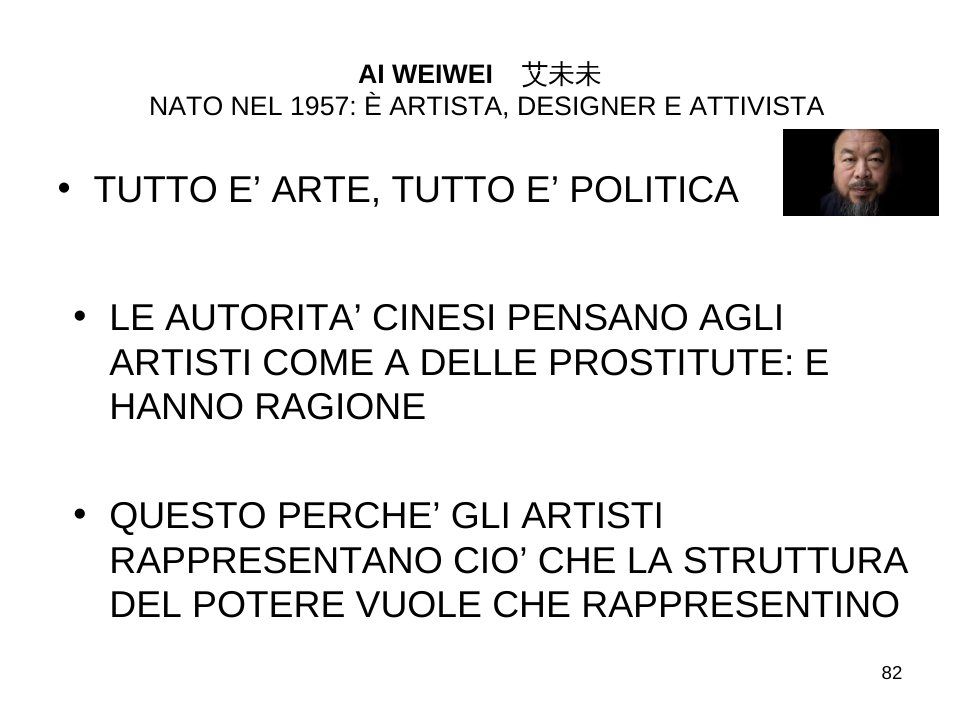 AI WEIWEI 艾未未
NATO NEL 1957: È ARTISTA, DESIGNER E ATTIVISTA
• TUTTO E’ ARTE, TUTTO E’ POLITICA
• LE AUTORITA’ CINESI PENSANO AGLI
ARTISTI COME A DELLE PROSTITUTE: E
HANNO RAGIONE
• QUESTO PERCHE’ GLI ARTISTI
RAPPRESENTANO CIO’ CHE LA STRUTTURA
DEL POTERE VUOLE CHE RAPPRESENTINO
82